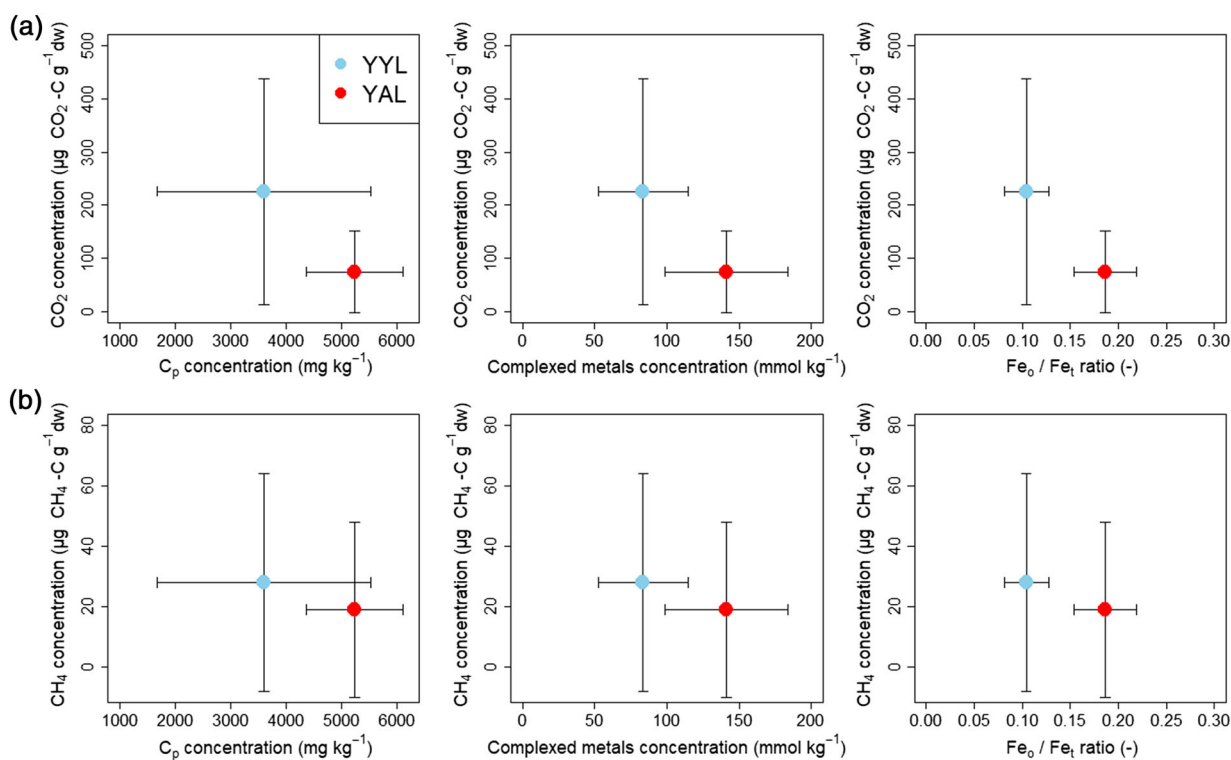 (a)
CO₂ concentration (µg CO₂ -C g⁻¹dw)
500
400
300
200
100
0
YYL
YAL
1000 2000 3000 4000 5000 6000
Cₚ concentration (mg kg⁻¹)
CO₂ concentration (µg CO₂ -C g⁻¹dw)
500
400
300
200
100
0
0 50 100 150 200
Complexed metals concentration (mmol kg⁻¹)
CO₂ concentration (µg CO₂ -C g⁻¹dw)
500
400
300
200
100
0
0.00 0.05 0.10 0.15 0.20 0.25 0.30
Feₒ / Feₜ ratio (-)
(b)
CH₄ concentration (µg CH₄ -C g⁻¹dw)
80
60
40
20
0
1000 2000 3000 4000 5000 6000
Cₚ concentration (mg kg⁻¹)
CH₄ concentration (µg CH₄ -C g⁻¹dw)
80
60
40
20
0
0 50 100 150 200
Complexed metals concentration (mmol kg⁻¹)
CH₄ concentration (µg CH₄ -C g⁻¹dw)
80
60
40
20
0
0.00 0.05 0.10 0.15 0.20 0.25 0.30
Feₒ / Feₜ ratio (-)